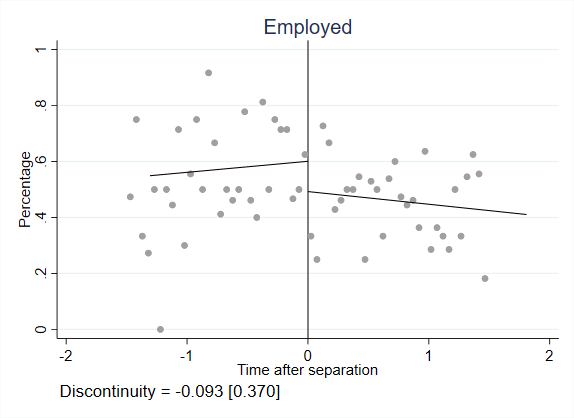 Employed
1
.8
.6
.4
.2
0
Percentage
-2 -1 0 1 2
Time after separation
Discontinuity = -0.093 [0.370]